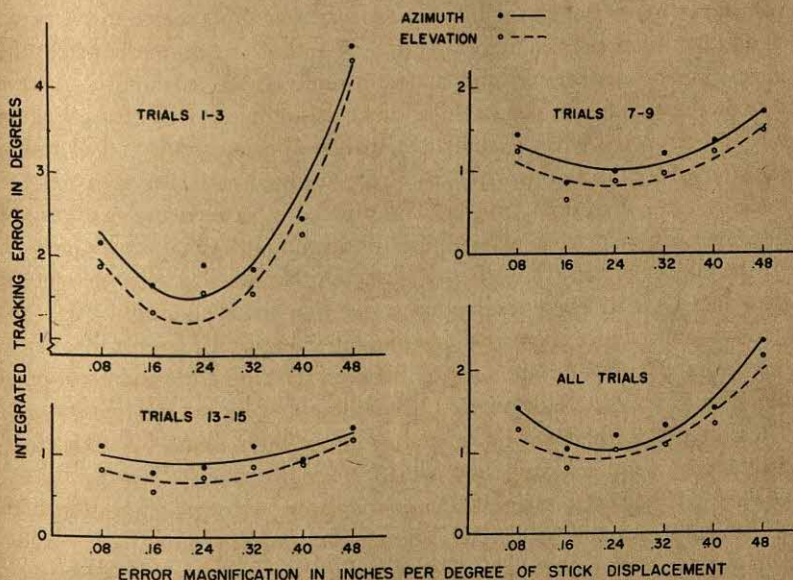 AZIMUTH
ELEVATION
INTEGRATED TRACKING ERROR IN DEGREES
TRIALS 1-3
4
3
2
1
.08 .16 .24 .32 .40 .48
TRIALS 7-9
2
1
0
.08 16 .24 .32 .40 .48
TRIALS 13-15
1
0
.08 .16 .24 .32 .40 .48
ALL TRIALS
2
1
0
.08 .16 .24 .32 .40 .48
ERROR MAGNIFICATION IN INCHES PER DEGREE OF STICK DISPLACEMENT